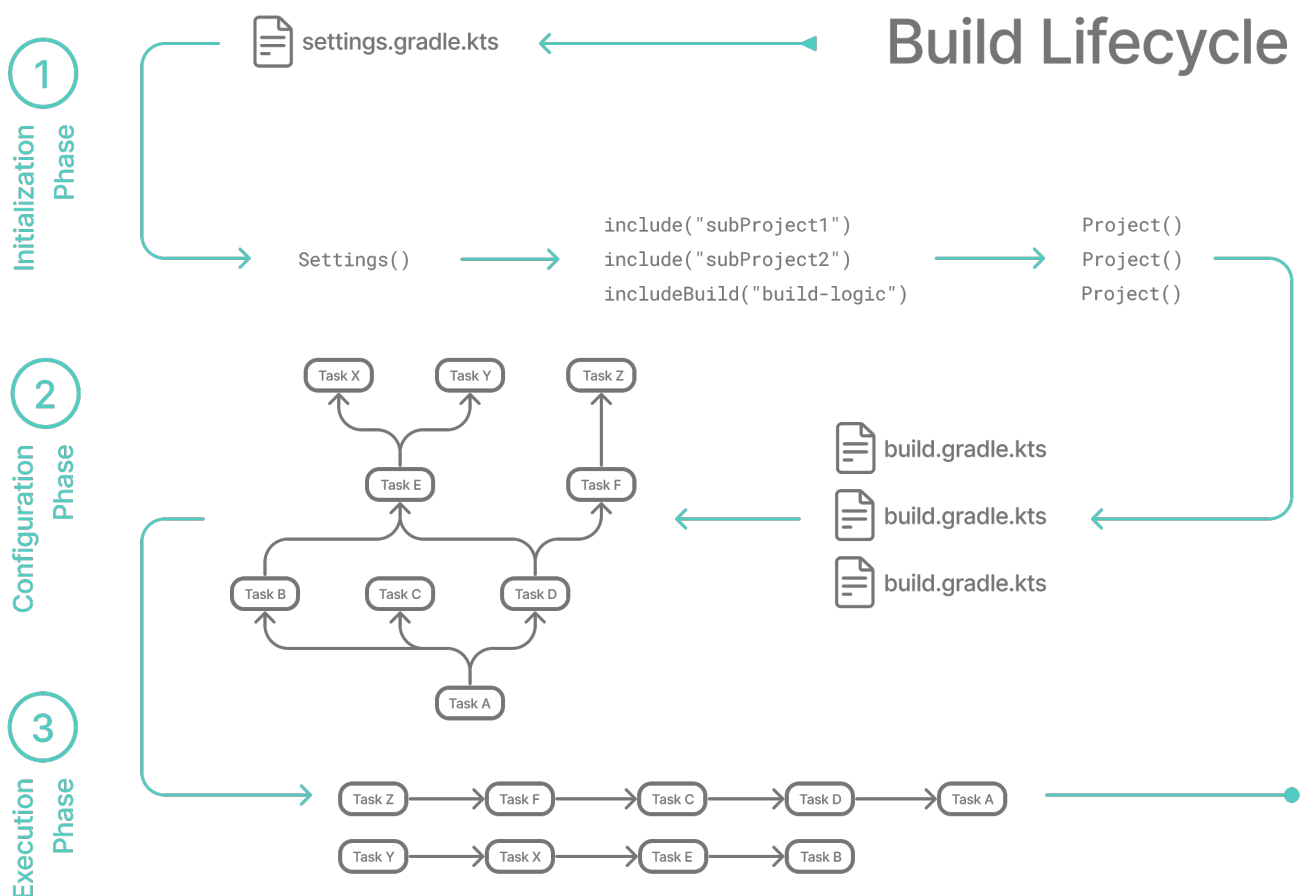 Build Lifecycle
settings.gradle.kts
1
Initialization
Phase
Settings()
include("subProject1")
include("subProject2")
includeBuild("build-logic")
Project()
Project()
Project()
2
Configuration
Phase
build.gradle.kts
build.gradle.kts
build.gradle.kts
Task X
Task Y
Task Z
Task E
Task F
Task B
Task C
Task D
Task A
3
Execution
Phase
Task Z
Task F
Task C
Task D
Task A
Task Y
Task X
Task E
Task B